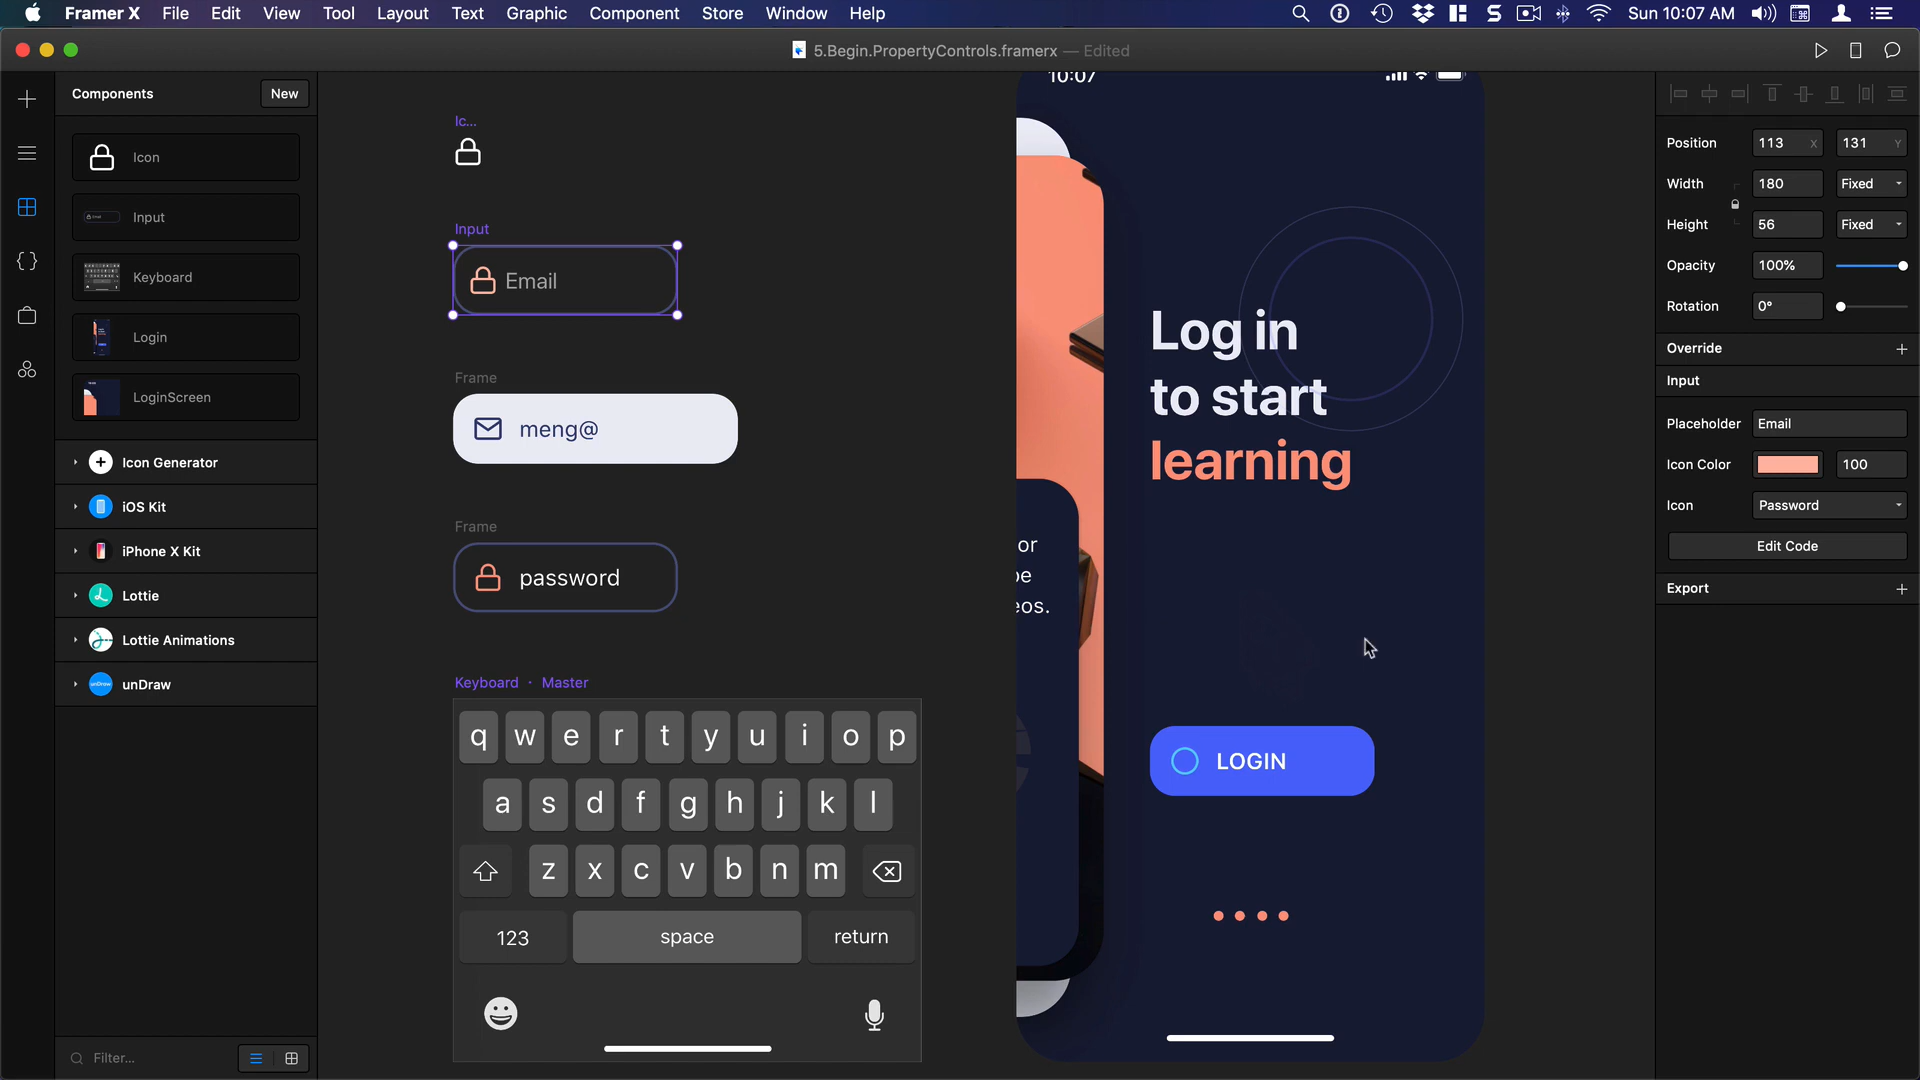 Framer X File Edit View Tool Layout Text Graphic Component Store Window Help
Sun 10:07 AM
5.Begin.PropertyControls.framerx — Edited
Components
New
Icon
Input
Keyboard
Login
LoginScreen
Icon Generator
iOS Kit
iPhone X Kit
Lottie
Lottie Animations
unDraw
Filter...
Ic...
Input
Email
Frame
meng@
Frame
password
Keyboard · Master
q w e r t y u i o p
a s d f g h j k l
z x c v b n m
123 space return
10:07
Log in
to start
learning
or
eos.
LOGIN
Position 113 X 131 Y
Width 180 Fixed
Height 56 Fixed
Opacity 100%
Rotation 0°
Override
Input
Placeholder Email
Icon Color 100
Icon Password
Edit Code
Export